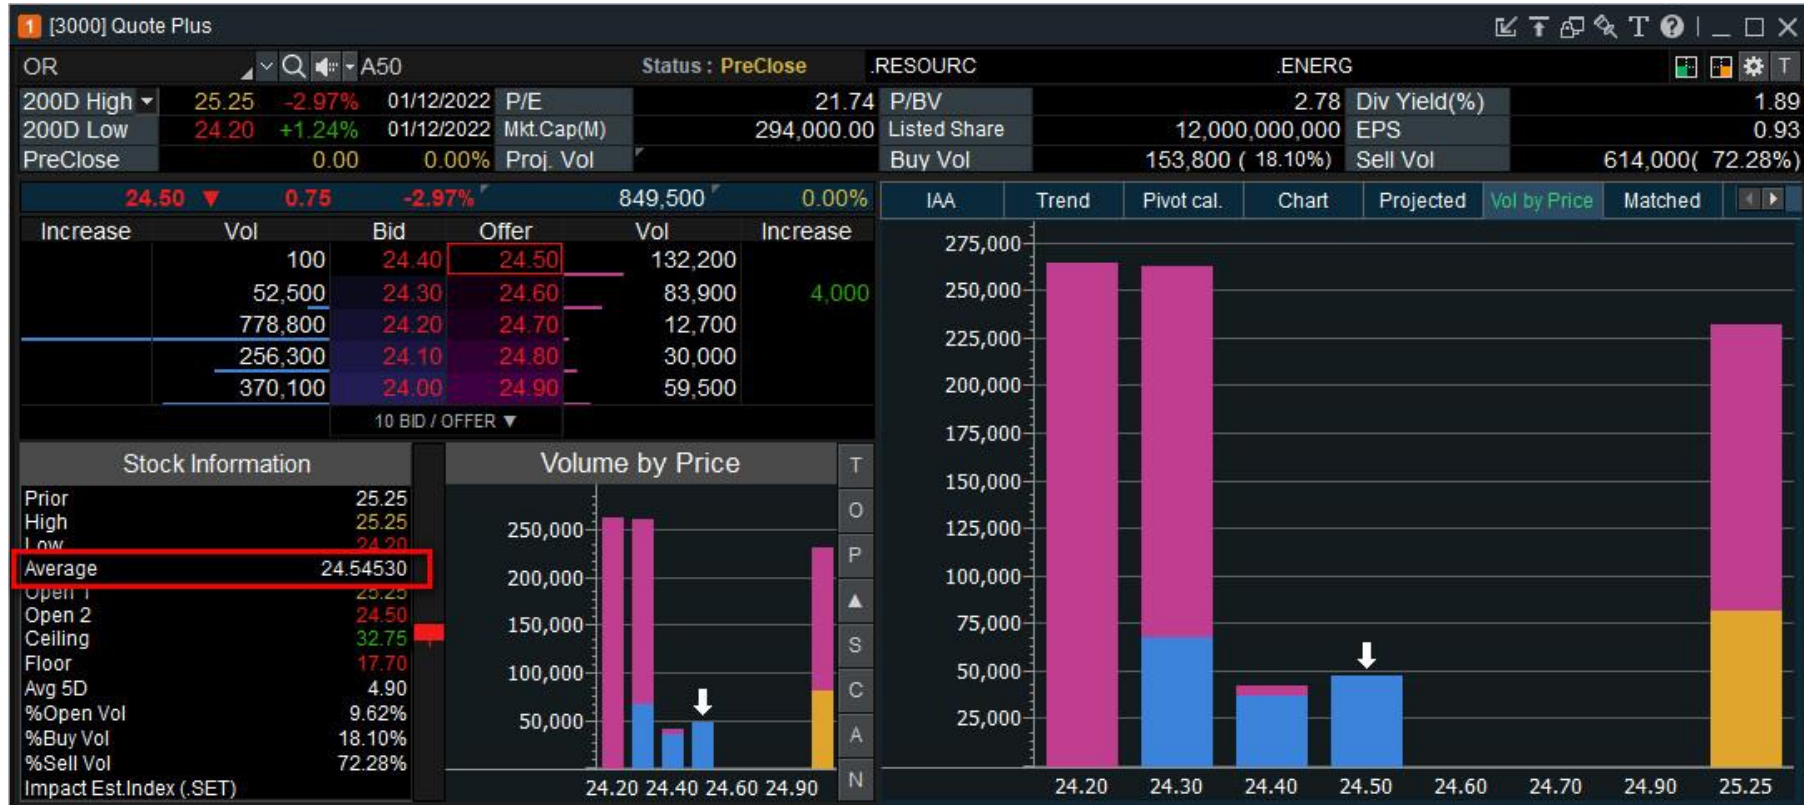 1 [3000] Quote Plus T ?
OR A50 Status : PreClose .RESOURC .ENERG T
200D High 25.25 -2.97% 01/12/2022 P/E 21.74 P/BV 2.78 Div Yield(%) 1.89
200D Low 24.20 +1.24% 01/12/2022 Mkt.Cap(M) 294,000.00 Listed Share 12,000,000,000 EPS 0.93
PreClose 0.00 0.00% Proj. Vol Buy Vol 153,800 ( 18.10%) Sell Vol 614,000( 72.28%)
24.50 ▼ 0.75 -2.97% 849,500 0.00%
Increase Vol Bid Offer Vol Increase
100 24.40 24.50 132,200
52,500 24.30 24.60 83,900 4,000
778,800 24.20 24.70 12,700
256,300 24.10 24.80 30,000
370,100 24.00 24.90 59,500
10 BID / OFFER ▼
Stock Information
Prior 25.25
High 25.25
Low 24.20
Average 24.54530
Open 1 25.25
Open 2 24.50
Ceiling 32.75
Floor 17.70
Avg 5D 4.90
%Open Vol 9.62%
%Buy Vol 18.10%
%Sell Vol 72.28%
Impact Est.Index (.SET)
Volume by Price
250,000
200,000
150,000
100,000
50,000
24.20 24.40 24.60 24.90
T
O
P
▲
S
C
A
N
IAA Trend Pivot cal. Chart Projected Vol by Price Matched
275,000
250,000
225,000
200,000
175,000
150,000
125,000
100,000
75,000
50,000
25,000
24.20 24.30 24.40 24.50 24.60 24.70 24.90 25.25